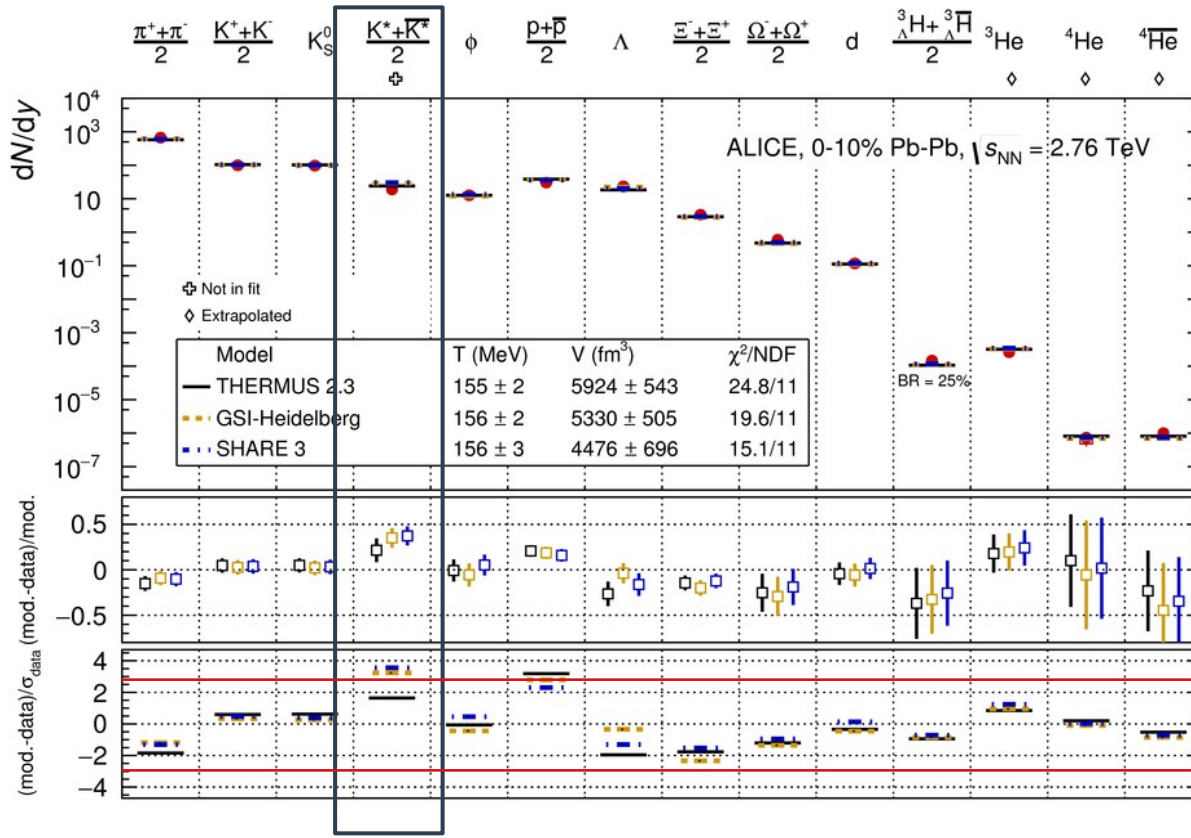 π⁺+π⁻/2 K⁺+K⁻/2 K⁰S K*+K̅*̅/2 ϕ p+p̅/2 Λ Ξ⁻+Ξ⁺/2 Ω⁻+Ω⁺/2 d ³ΛH+³ΛH̅/2 ³He ⁴He ⁴H̅e̅
dN/dy
10⁴
10³
10
10⁻¹
10⁻³
10⁻⁵
10⁻⁷
ALICE, 0-10% Pb-Pb, √sNN = 2.76 TeV
Not in fit
Extrapolated
Model T (MeV) V (fm³) χ²/NDF
THERMUS 2.3 155 ± 2 5924 ± 543 24.8/11
GSI-Heidelberg 156 ± 2 5330 ± 505 19.6/11
SHARE 3 156 ± 3 4476 ± 696 15.1/11
BR = 25%
(mod.-data)/mod.
0.5
0
−0.5
(mod.-data)/σdata
4
2
0
−2
−4